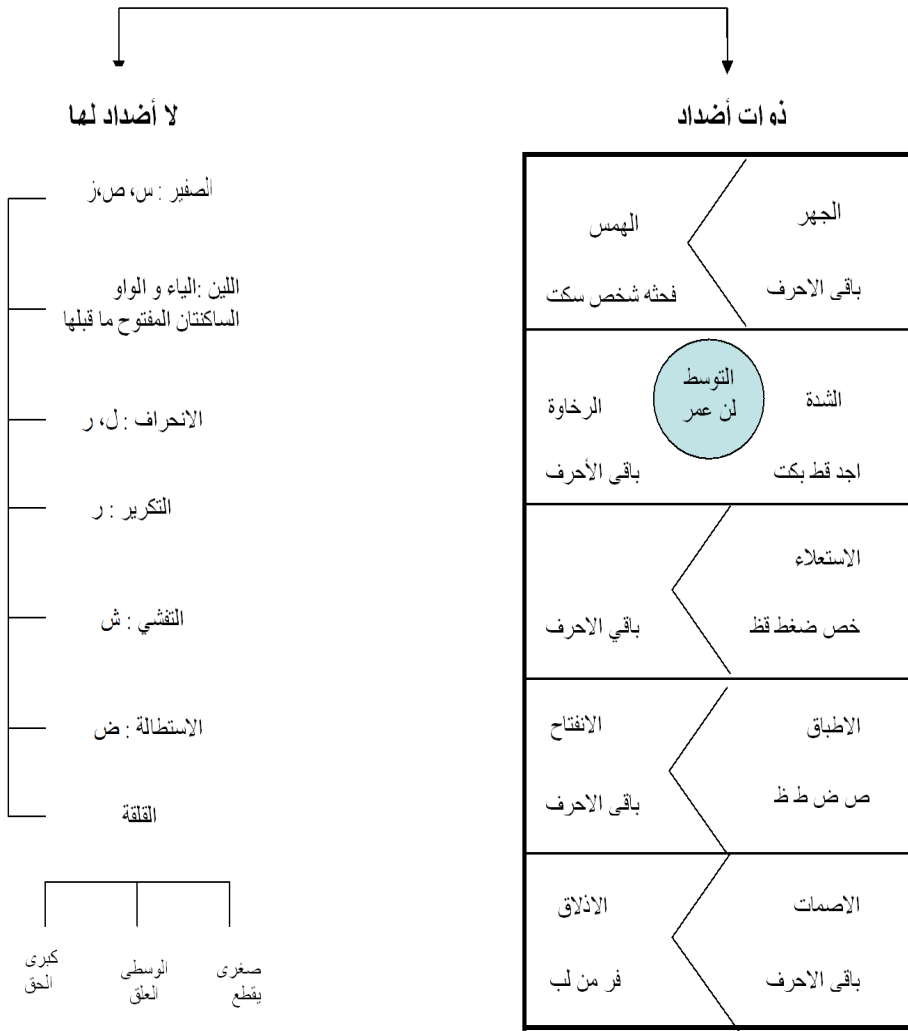 ذوات أضداد
الجهر
باقى الاحرف
الهمس
فحثه شخص سكت
الشدة
اجد قط بكت
التوسط
لن عمر
الرخاوة
باقى الأحرف
الاستعلاء
خص ضغط قظ
باقي الاحرف
الاطباق
ص ض ط ظ
الانفتاح
باقى الاحرف
الاصمات
باقى الاحرف
الاذلاق
فر من لب
لا أضداد لها
الصفير : س، ص،ز
اللين :الياء و الواو
الساكنتان المفتوح ما قبلها
الانحراف : ل، ر
التكرير : ر
التفشي : ش
الاستطالة : ض
القلقة
صغرى
يقطع
الوسطى
العلق
كبرى
الحق